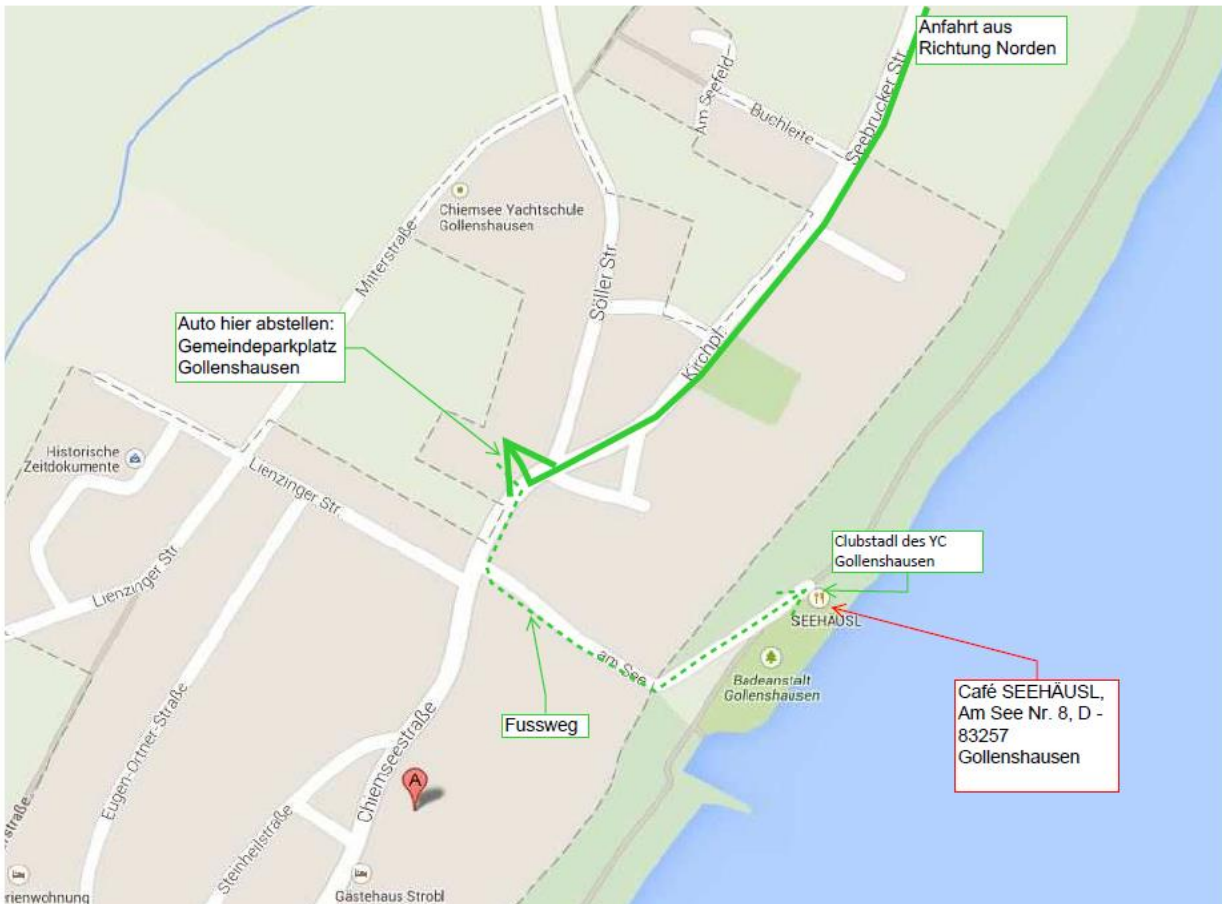 Anfahrt aus
Richtung Norden
Am Seefeld
Buchlerte
Seebrucker Str.
Chiemsee Yachtschule
Gollenshausen
Mitterstraße
Söller Str.
Kirchpl.
Auto hier abstellen:
Gemeindeparkplatz
Gollenshausen
Historische
Zeitdokumente
Lienzinger Str.
Lienzinger Str
Clubstadl des YC
Gollenshausen
SEEHÄUSL
am See
Badeanstalt
Gollenshausen
Fussweg
Café SEEHÄUSL,
Am See Nr. 8, D -
83257
Gollenshausen
Eugen-Ortner-Straße
Chiemseestraße
A
Steinheilstraße
Gästehaus Strobl